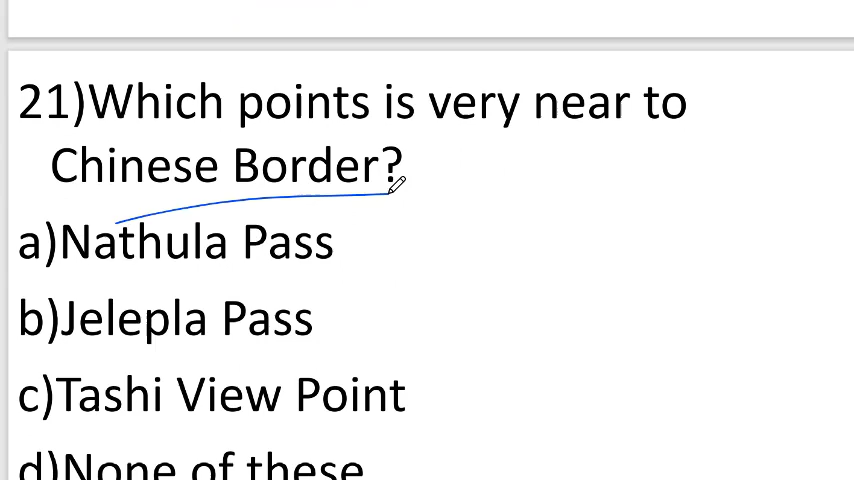 21)Which points is very near to
Chinese Border?
a)Nathula Pass
b)Jelepla Pass
c)Tashi View Point
d)None of these